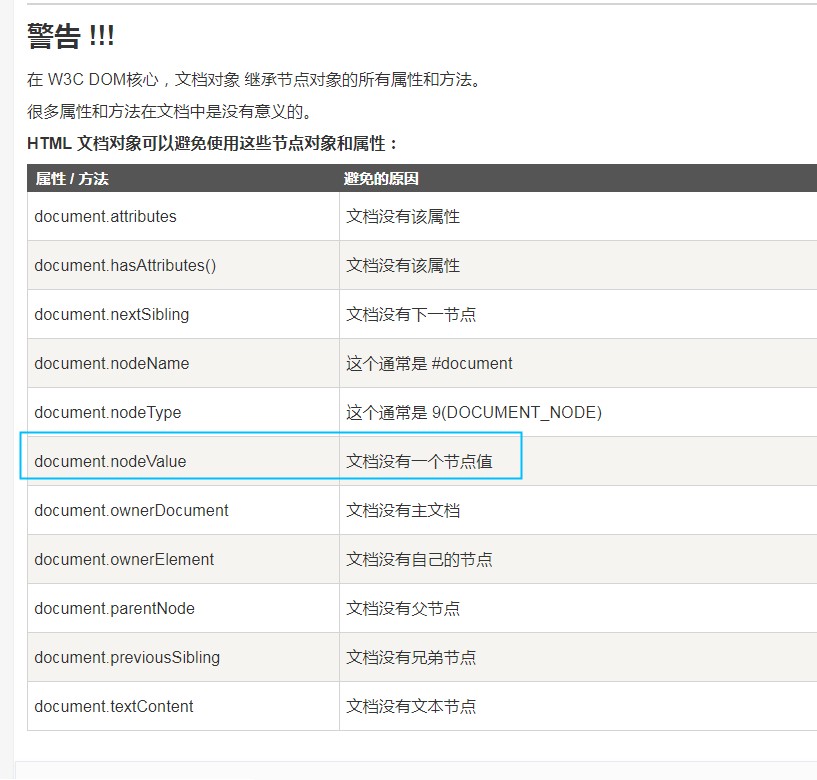 警告 !!!
在 W3C DOM核心，文档对象 继承节点对象的所有属性和方法。
很多属性和方法在文档中是没有意义的。
HTML 文档对象可以避免使用这些节点对象和属性：
属性 / 方法 避免的原因
document.attributes 文档没有该属性
document.hasAttributes() 文档没有该属性
document.nextSibling 文档没有下一节点
document.nodeName 这个通常是 #document
document.nodeType 这个通常是 9(DOCUMENT_NODE)
document.nodeValue 文档没有一个节点值
document.ownerDocument 文档没有主文档
document.ownerElement 文档没有自己的节点
document.parentNode 文档没有父节点
document.previousSibling 文档没有兄弟节点
document.textContent 文档没有文本节点